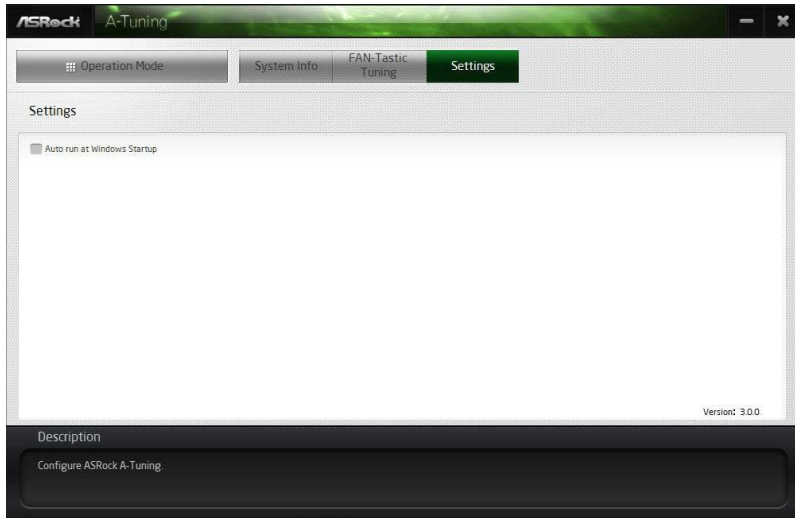 ASRock A-Tuning
Operation Mode
System Info
FAN-Tastic
Tuning
Settings
Settings
Auto run at Windows Startup
Version: 3.0.0
Description
Configure ASRock A-Tuning.